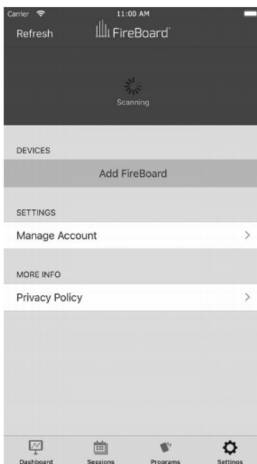 Carrier 11:00 AM
Refresh FireBoard
Scanning
DEVICES
Add FireBoard
SETTINGS
Manage Account
MORE INFO
Privacy Policy
Dashboard Sessions Programs Settings